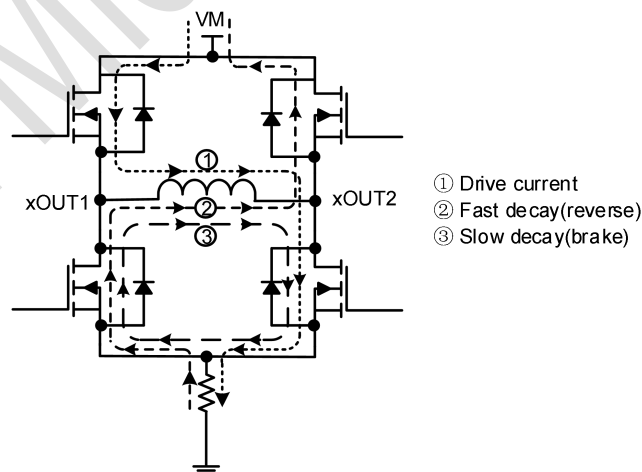 VM
①
xOUT1
②
xOUT2
③
① Drive current
② Fast decay(reverse)
③ Slow decay(brake)